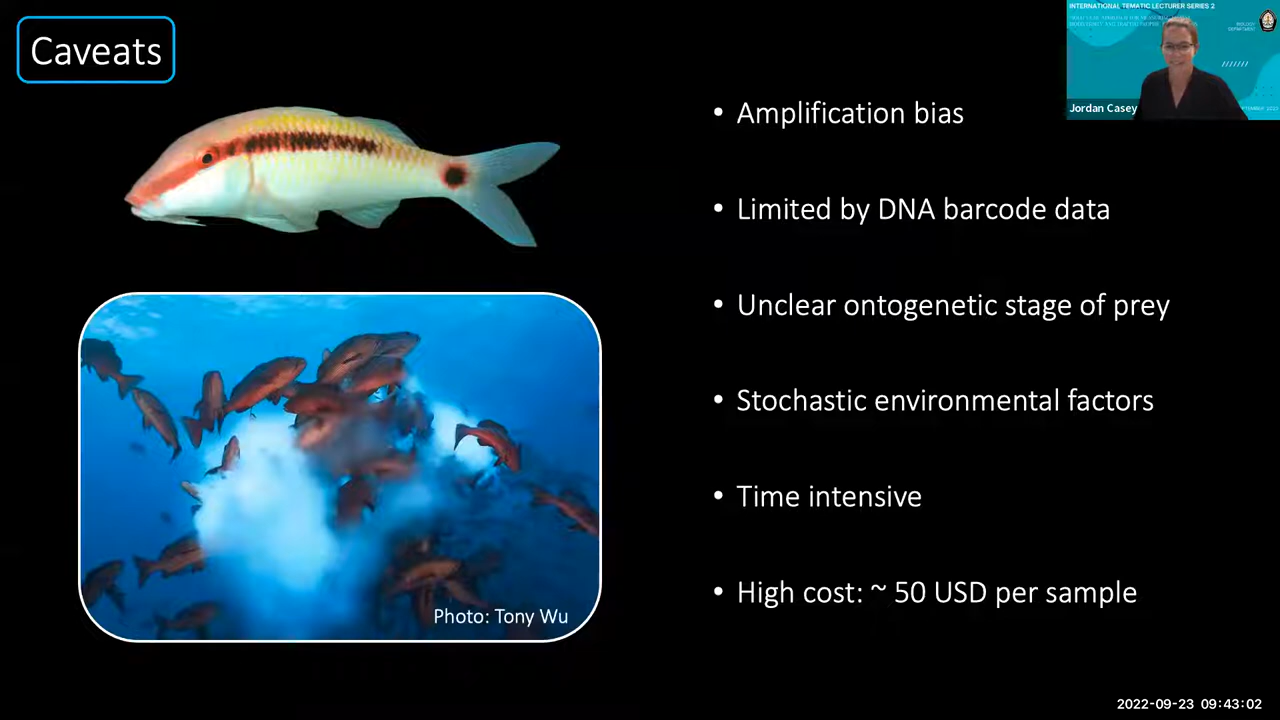 Caveats
INTERNATIONAL TEMATIC LECTURER SERIES 2
Jordan Casey
• Amplification bias
• Limited by DNA barcode data
• Unclear ontogenetic stage of prey
• Stochastic environmental factors
• Time intensive
• High cost: ~ 50 USD per sample
Photo: Tony Wu
2022-09-23 09:43:02